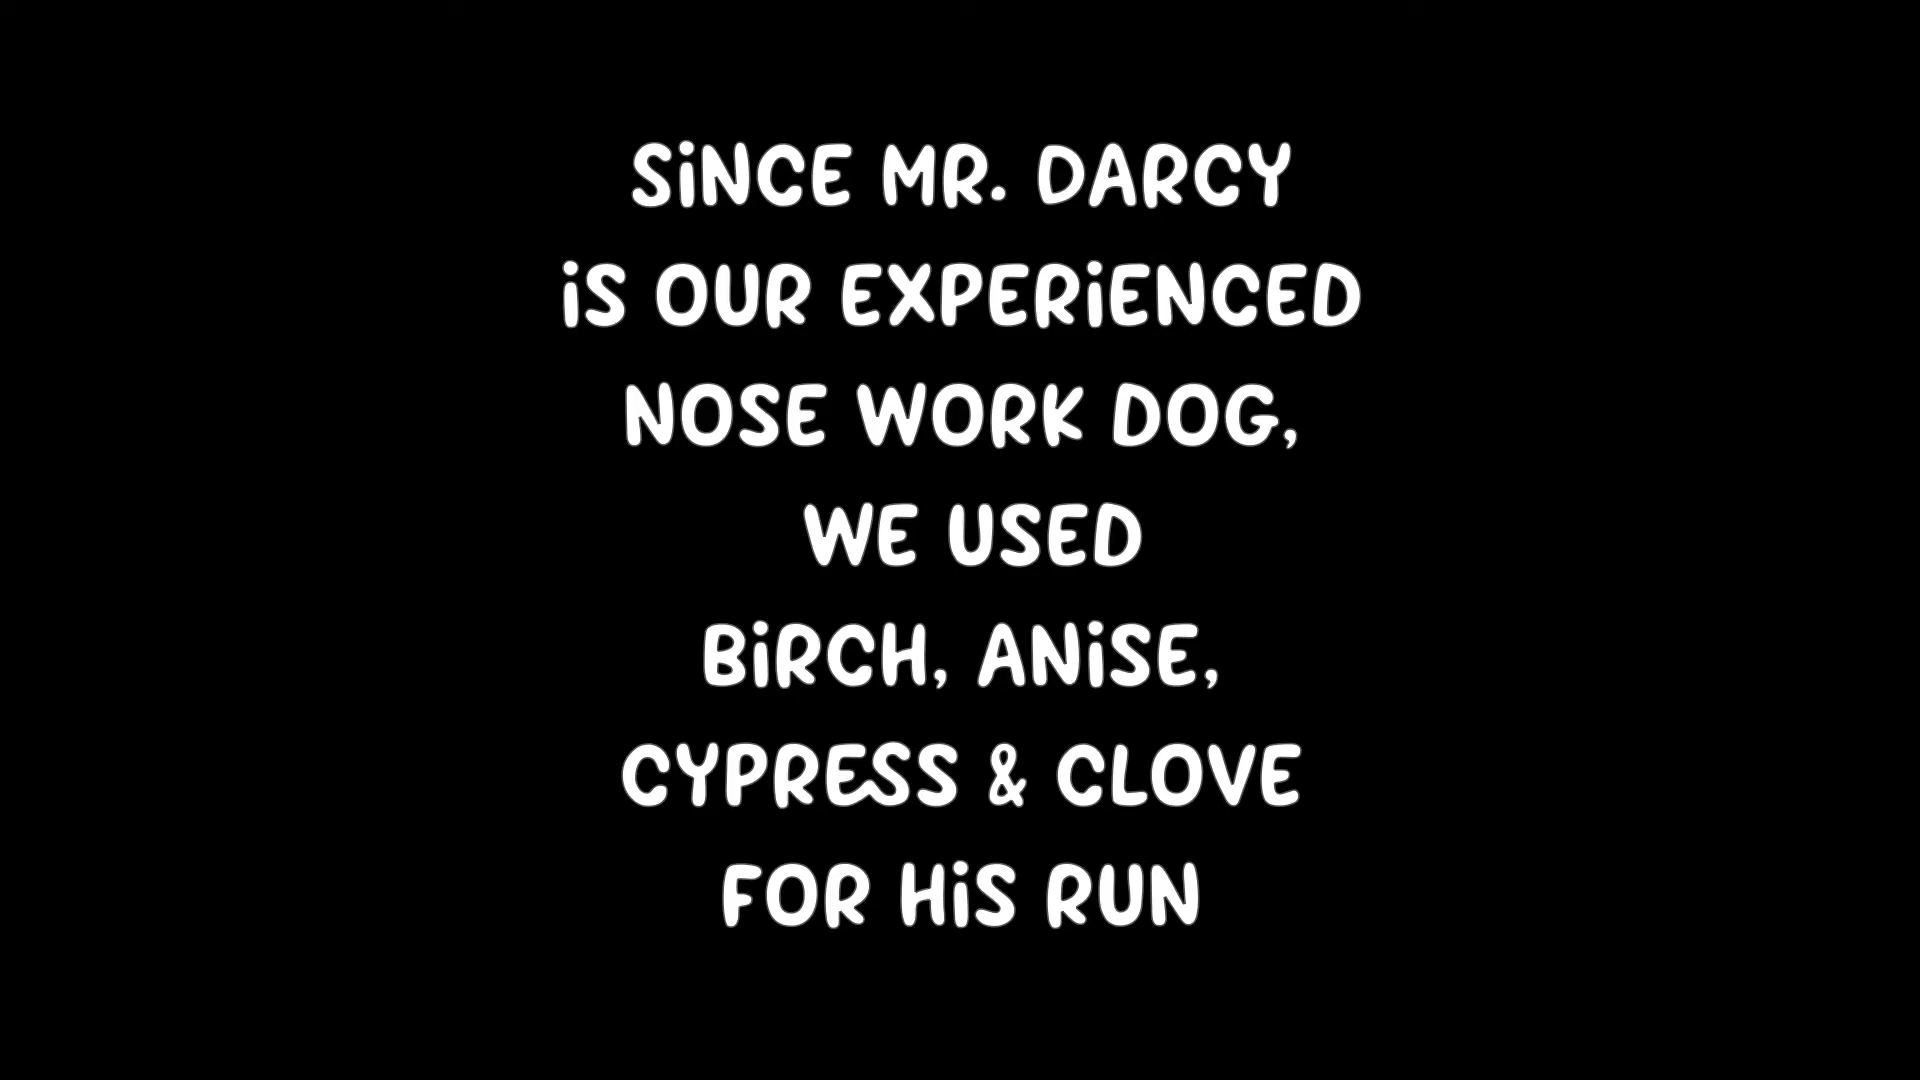 SiNCE MR. DARCY
iS OUR EXPERiENCED
NOSE WORK DOG,
WE USED
BiRCH, ANiSE,
CYPRESS & CLOVE
FOR HiS RUN